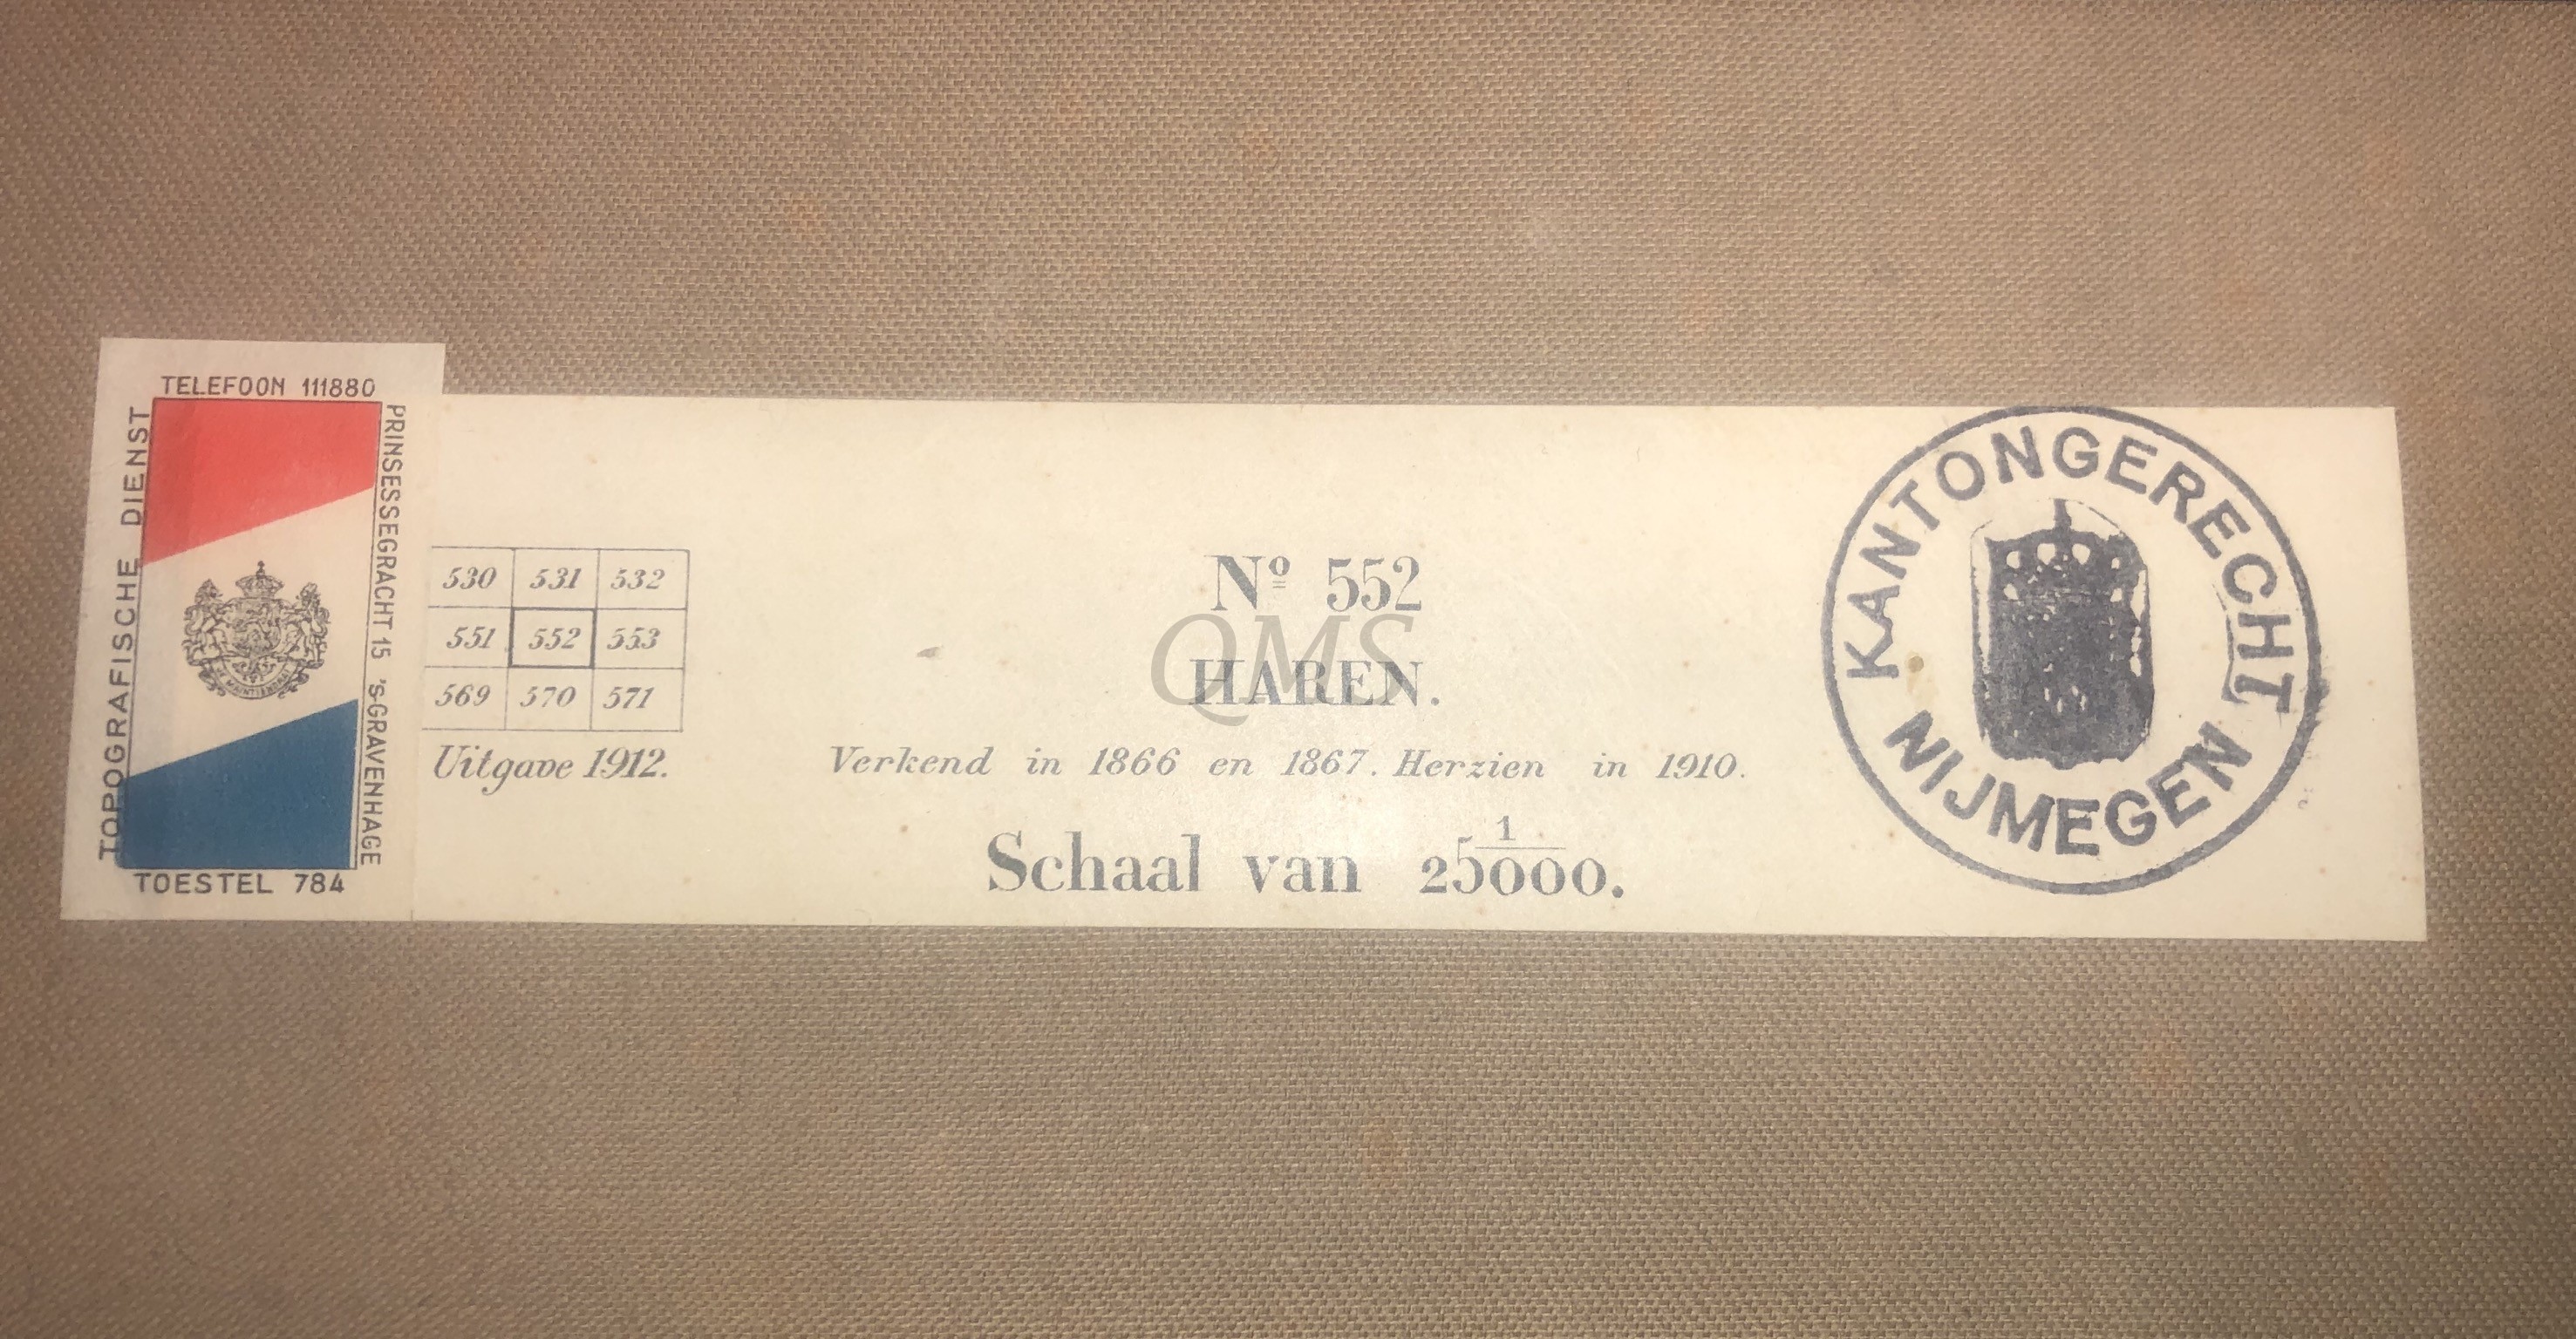 TELEFOON 111880
TOPOGRAFISCHE DIENST
PRINSESSEGRACHT 15 'S-GRAVENHAGE
JE MAINTIENDRAI
TOESTEL 784
530 531 532
551 552 553
569 570 571
Uitgave 1912.
Nº 552
QMS
HAREN.
Verkend in 1866 en 1867. Herzien in 1910.
Schaal van 1/25000.
KANTONGERECHT
NIJMEGEN